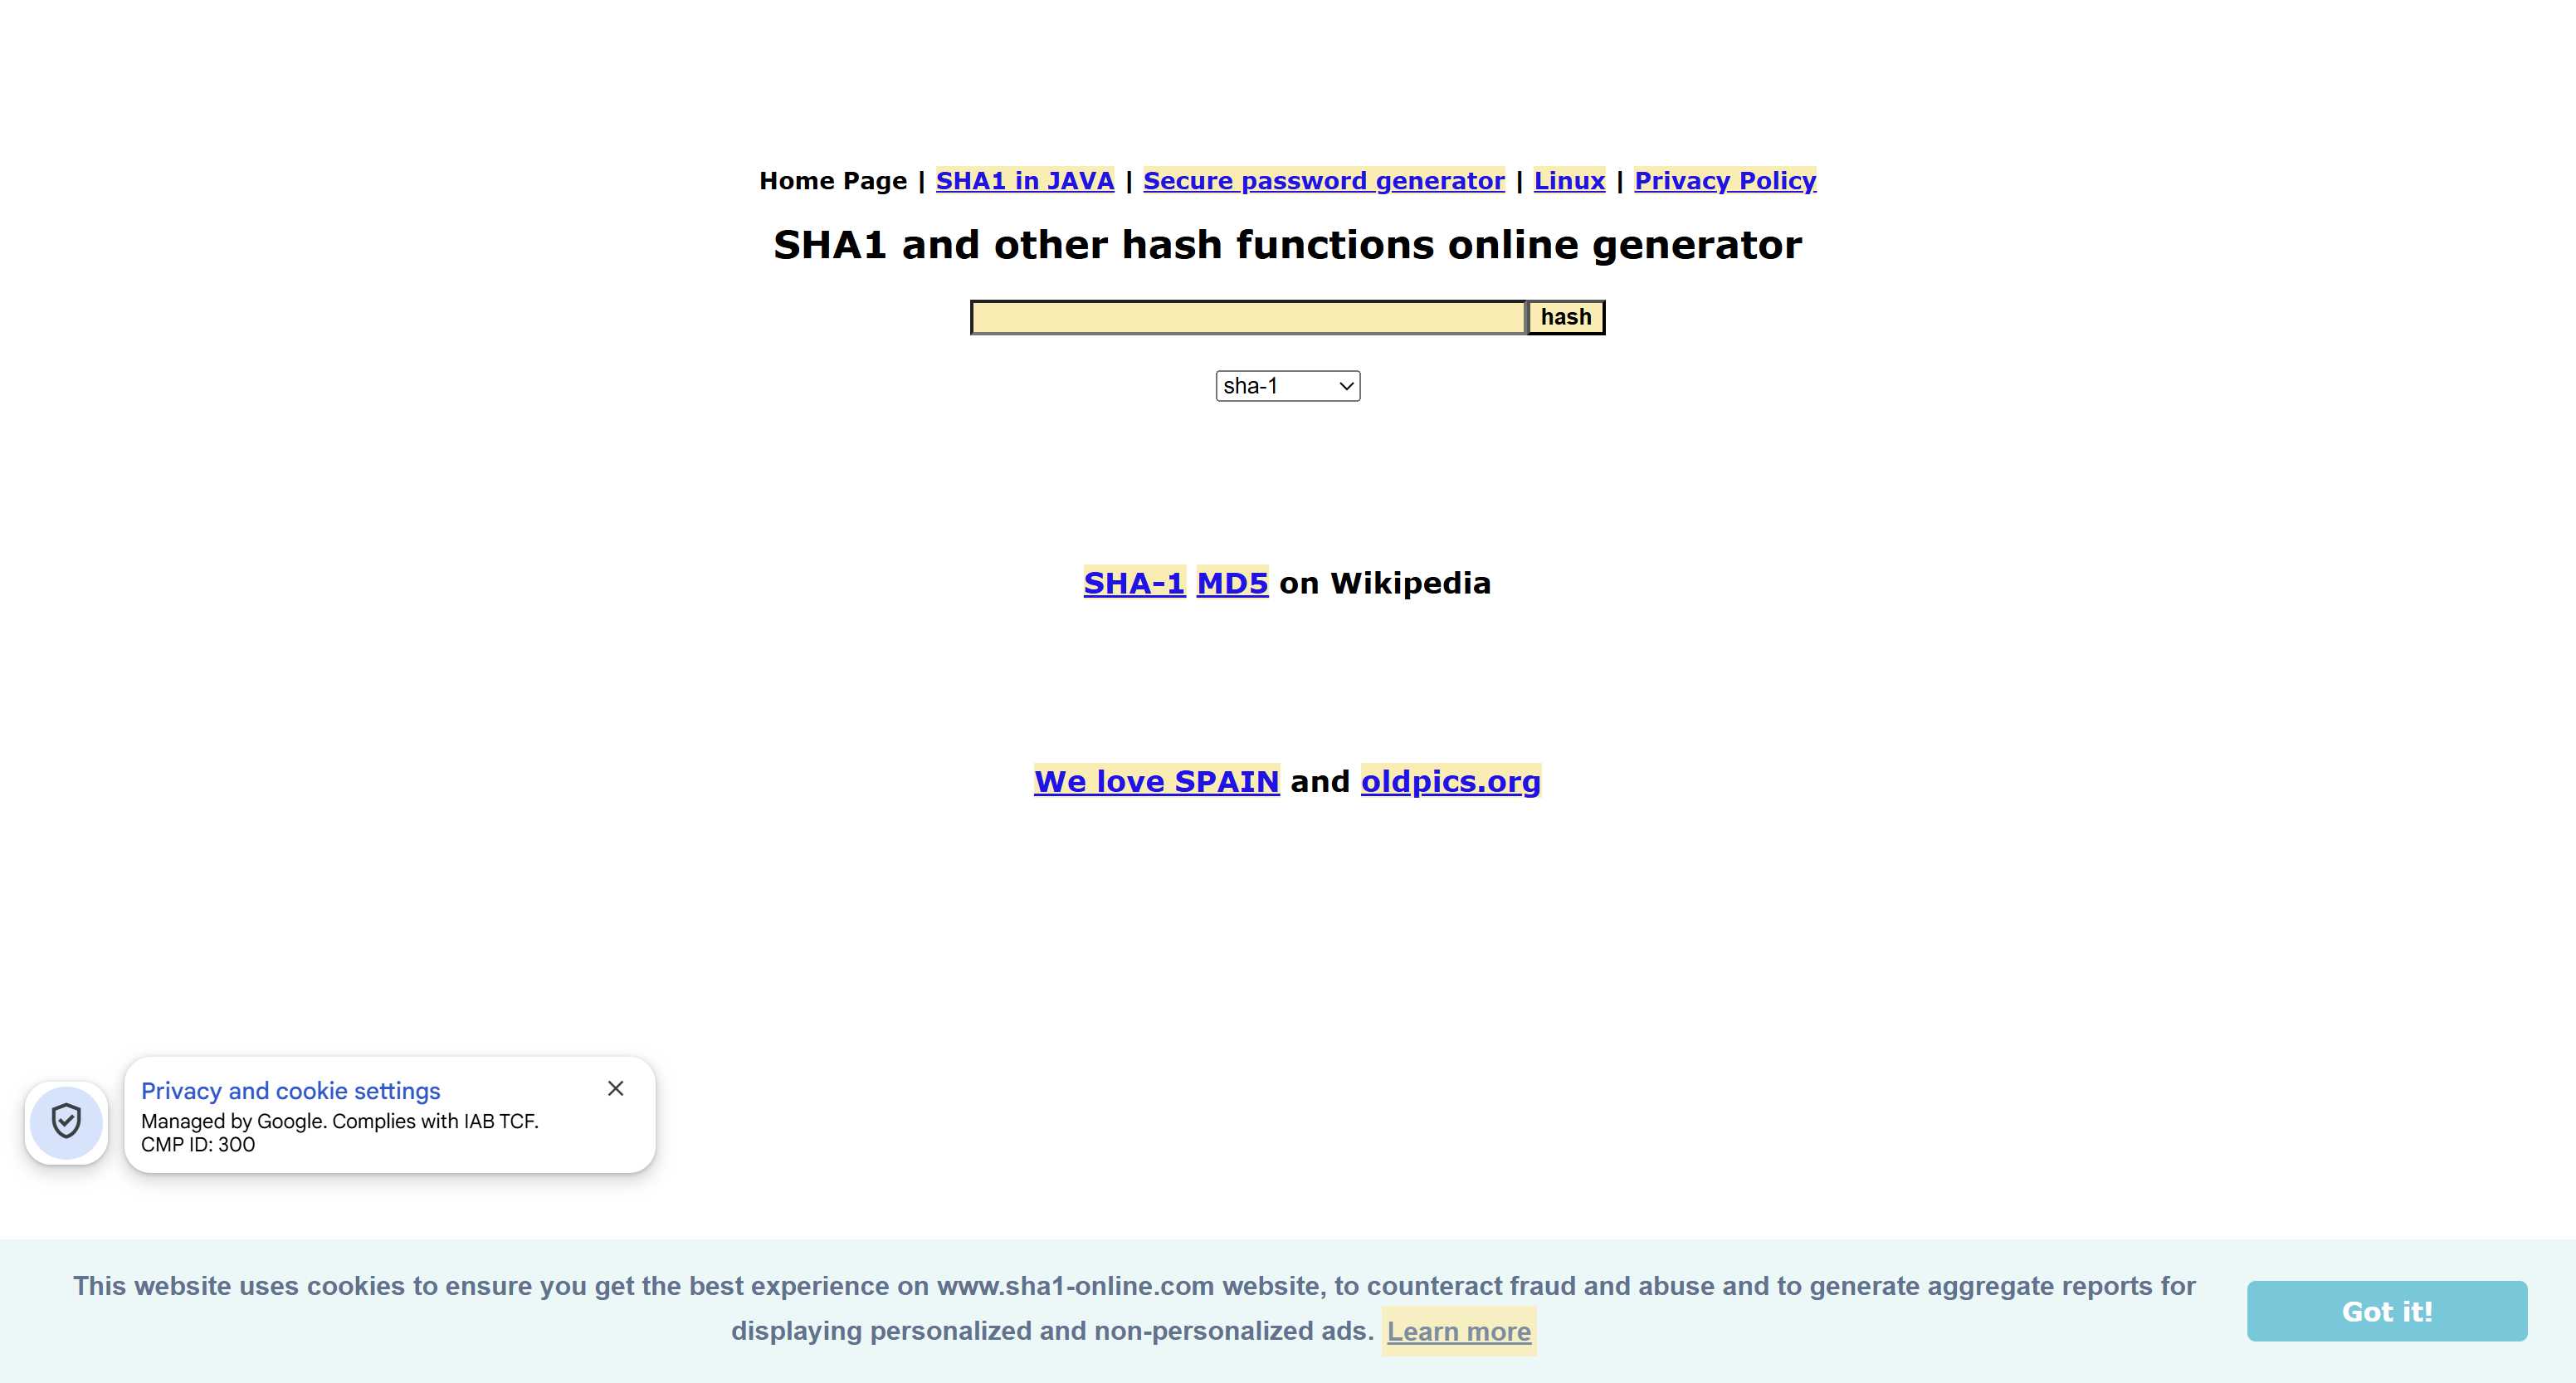 Home Page | SHA1 in JAVA | Secure password generator | Linux | Privacy Policy
SHA1 and other hash functions online generator
hash
sha-1
SHA-1 MD5 on Wikipedia
We love SPAIN and oldpics.org
Privacy and cookie settings
Managed by Google. Complies with IAB TCF.
CMP ID: 300
This website uses cookies to ensure you get the best experience on www.sha1-online.com website, to counteract fraud and abuse and to generate aggregate reports for
displaying personalized and non-personalized ads. Learn more
Got it!